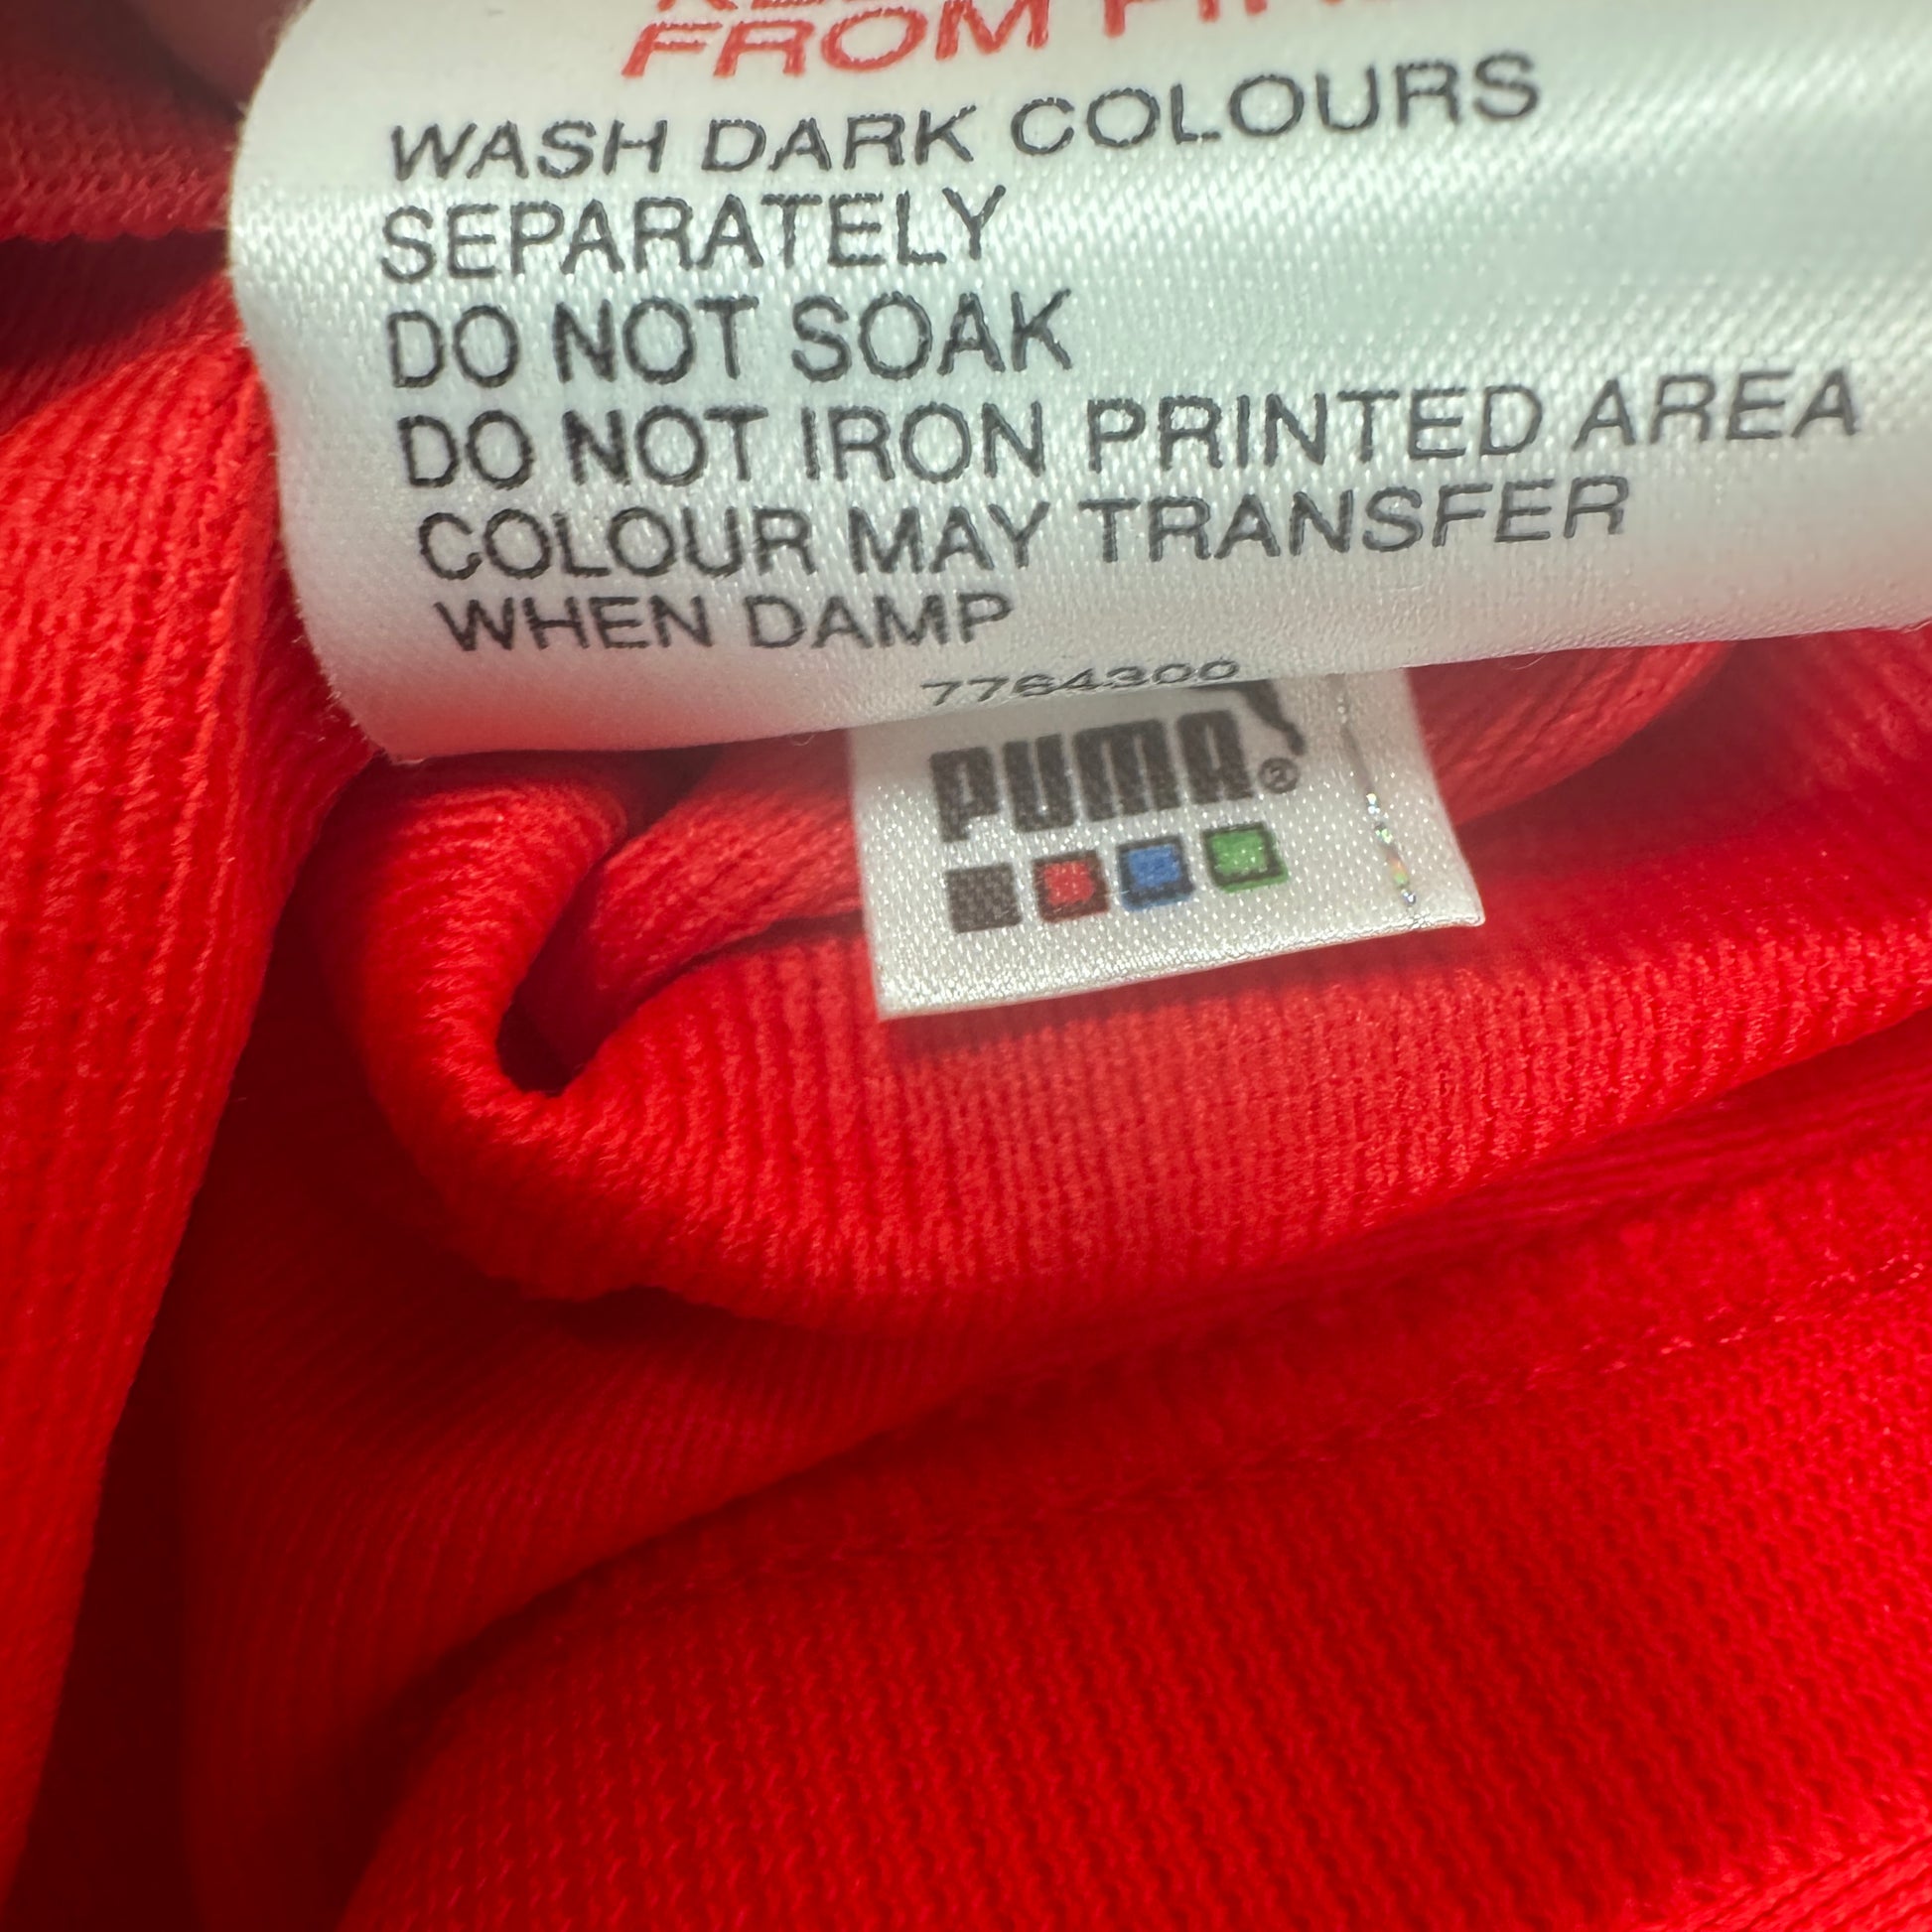 FROM
WASH DARK COLOURS
SEPARATELY
DO NOT SOAK
DO NOT IRON PRINTED AREA
COLOUR MAY TRANSFER
WHEN DAMP
7764300
PUMA®